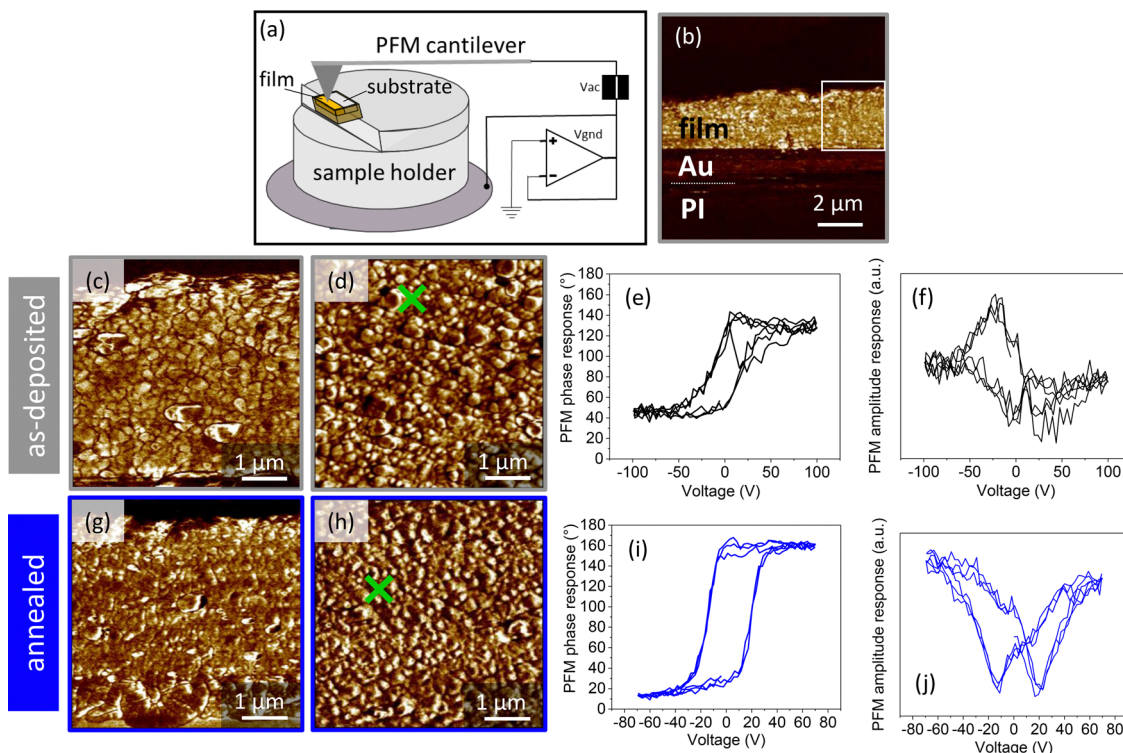 (a)
PFM cantilever
film
substrate
Vac
Vgnd
+
-
sample holder
(b)
film
Au
PI
2 µm
as-deposited
(c)
1 µm
(d)
1 µm
(e)
PFM phase response (°)
180
160
140
120
100
80
60
40
20
0
-100 -50 0 50 100
Voltage (V)
(f)
PFM amplitude response (a.u.)
-100 -50 0 50 100
Voltage (V)
annealed
(g)
1 µm
(h)
1 µm
(i)
PFM phase response (°)
180
160
140
120
100
80
60
40
20
0
-80 -60 -40 -20 0 20 40 60 80
Voltage (V)
(j)
PFM amplitude response (a.u.)
-80 -60 -40 -20 0 20 40 60 80
Voltage (V)